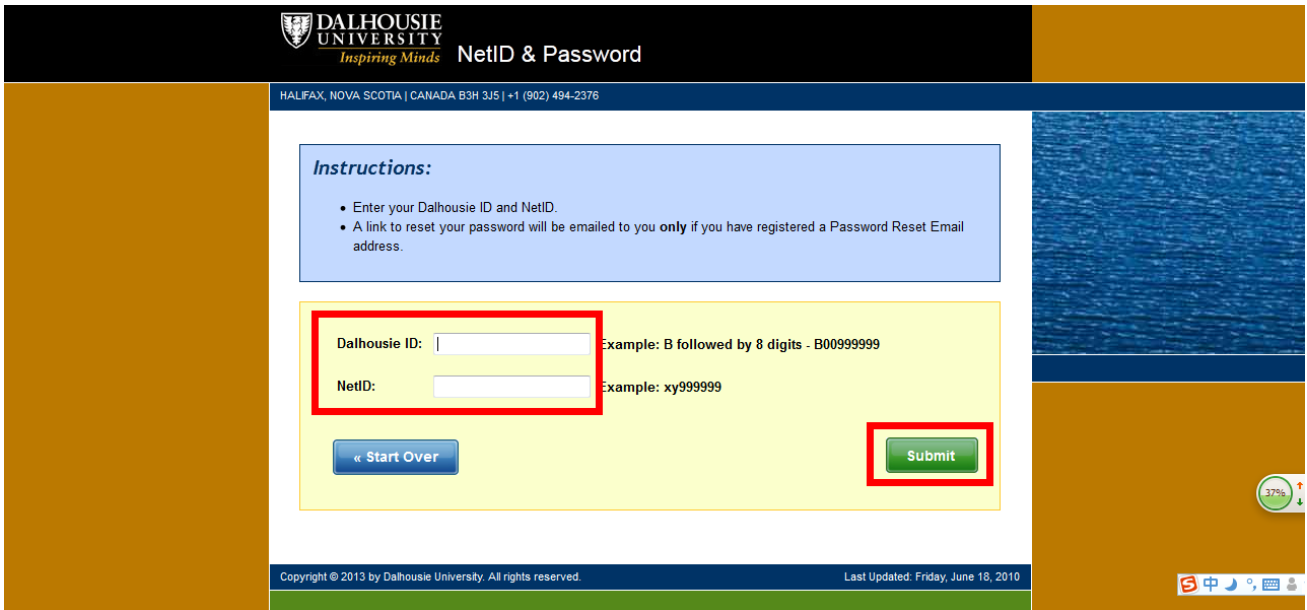 DALHOUSIE
UNIVERSITY
Inspiring Minds
NetID & Password
HALIFAX, NOVA SCOTIA | CANADA B3H 3J5 | +1 (902) 494-2376
Instructions:
• Enter your Dalhousie ID and NetID.
• A link to reset your password will be emailed to you only if you have registered a Password Reset Email
address.
Dalhousie ID: Example: B followed by 8 digits - B00999999
NetID: Example: xy999999
« Start Over
Submit
37%
Copyright © 2013 by Dalhousie University. All rights reserved. Last Updated: Friday, June 18, 2010
S 中